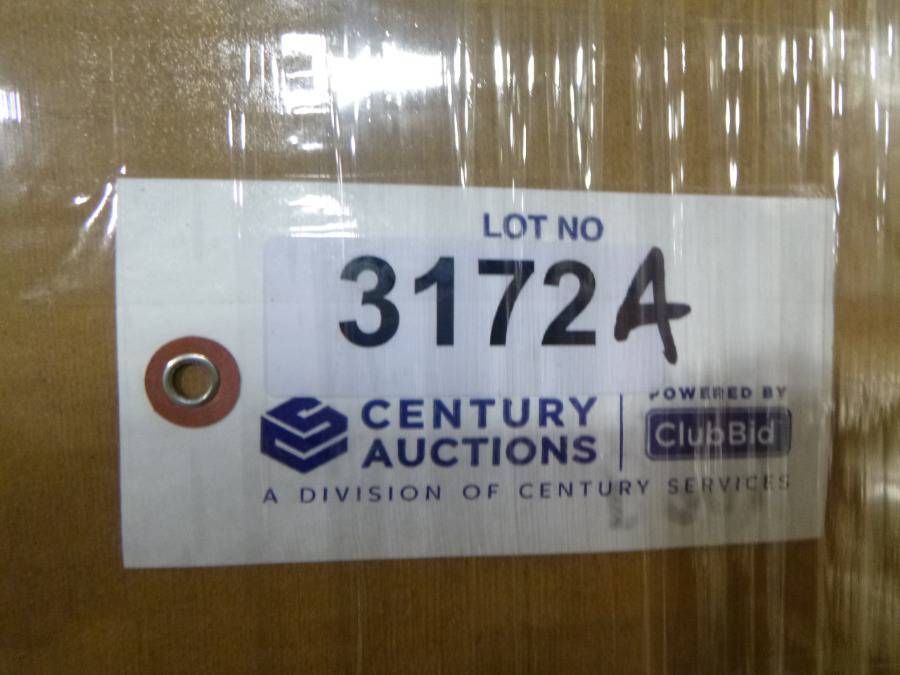 LOT NO
3172A
CENTURY
AUCTIONS
POWERED BY
ClubBid
A DIVISION OF CENTURY SERVICES